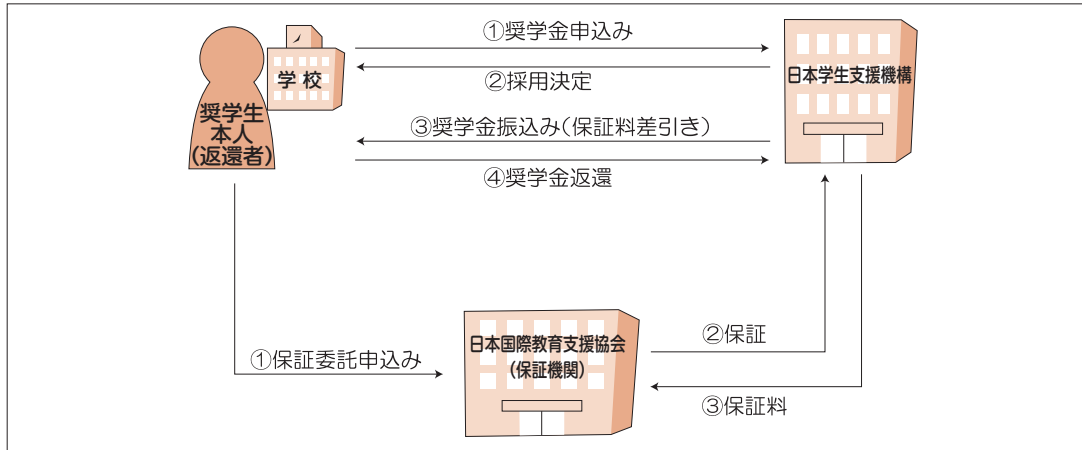 ①奨学金申込み
学校
②採用決定
日本学生支援機構
奨学生
本人
(返還者)
③奨学金振込み(保証料差引き)
④奨学金返還
①保証委託申込み
日本国際教育支援協会
(保証機関)
②保証
③保証料